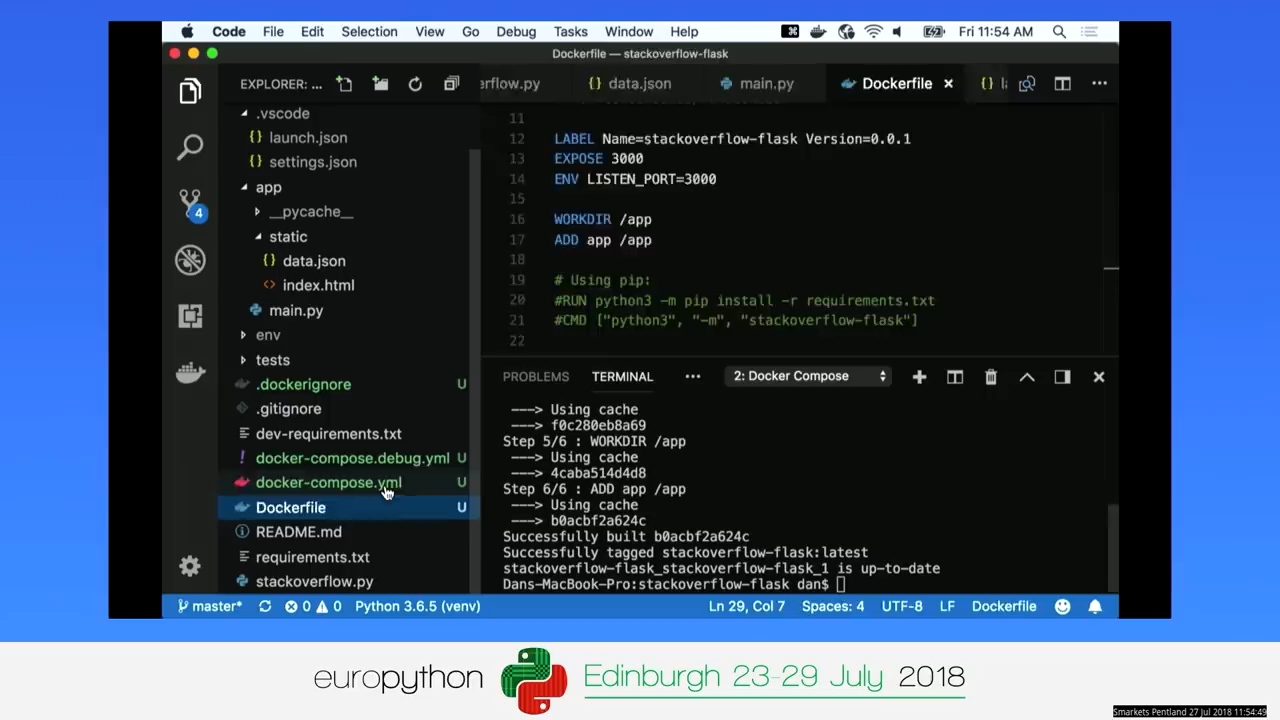 Code File Edit Selection View Go Debug Tasks Window Help Fri 11:54 AM
Dockerfile — stackoverflow-flask
EXPLORER: ...
erflow.py {} data.json main.py Dockerfile {}
.vscode
{} launch.json
{} settings.json
app
__pycache__
static
{} data.json
<> index.html
main.py
env
tests
.dockerignore U
.gitignore
dev-requirements.txt
! docker-compose.debug.yml U
docker-compose.yml U
Dockerfile U
README.md
requirements.txt
stackoverflow.py
4
11
12 LABEL Name=stackoverflow-flask Version=0.0.1
13 EXPOSE 3000
14 ENV LISTEN_PORT=3000
15
16 WORKDIR /app
17 ADD app /app
18
19 # Using pip:
20 #RUN python3 -m pip install -r requirements.txt
21 #CMD ["python3", "-m", "stackoverflow-flask"]
22
PROBLEMS TERMINAL ... 2: Docker Compose
---> Using cache
---> f0c280eb8a69
Step 5/6 : WORKDIR /app
---> Using cache
---> 4caba514d4d8
Step 6/6 : ADD app /app
---> Using cache
---> b0acbf2a624c
Successfully built b0acbf2a624c
Successfully tagged stackoverflow-flask:latest
stackoverflow-flask_stackoverflow-flask_1 is up-to-date
Dans-MacBook-Pro:stackoverflow-flask dan$
master* 0 0 Python 3.6.5 (venv) Ln 29, Col 7 Spaces: 4 UTF-8 LF Dockerfile
europython Edinburgh 23-29 July 2018
Smarkets Pentland 27 Jul 2018 11:54:49